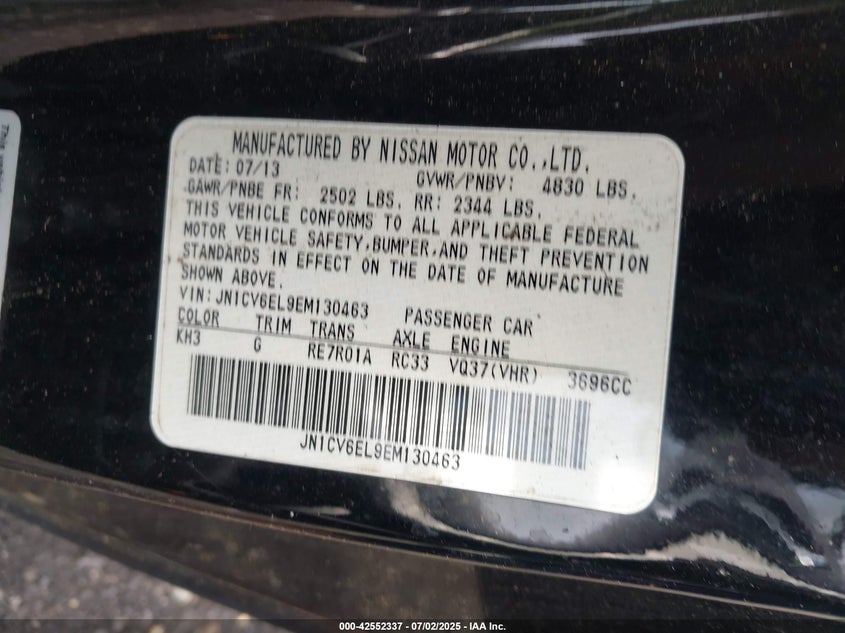 MANUFACTURED BY NISSAN MOTOR CO.,LTD.
DATE: 07/13 GVWR/PNBV: 4830 LBS.
GAWR/PNBE FR: 2502 LBS. RR: 2344 LBS.
THIS VEHICLE CONFORMS TO ALL APPLICABLE FEDERAL
MOTOR VEHICLE SAFETY,BUMPER,AND THEFT PREVENTION
STANDARDS IN EFFECT ON THE DATE OF MANUFACTURE
SHOWN ABOVE.
VIN:JN1CV6EL9EM130463 PASSENGER CAR
COLOR TRIM TRANS AXLE ENGINE
KH3 G RE7R01A RC33 VQ37(VHR) 3696CC
JN1CV6EL9EM130463
000-42552337 | 07/02/2025 | IAA Inc.